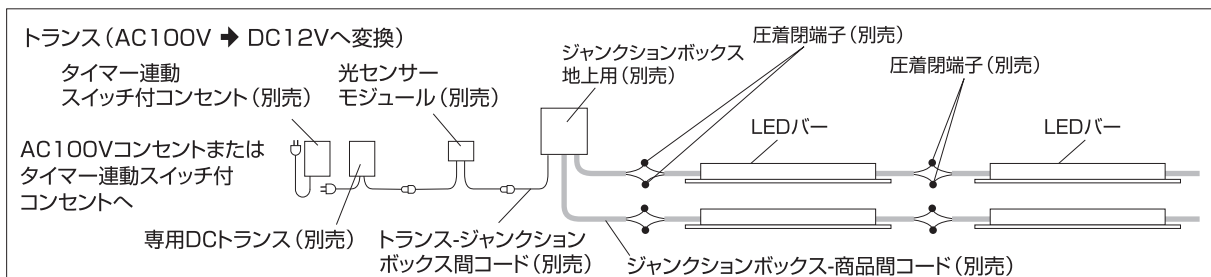 トランス（AC100V ➡ DC12Vへ変換）
タイマー連動
スイッチ付コンセント（別売）
光センサー
モジュール（別売）
ジャンクションボックス
地上用（別売）
圧着閉端子（別売）
圧着閉端子（別売）
LEDバー
LEDバー
AC100Vコンセントまたは
タイマー連動スイッチ付
コンセントへ
専用DCトランス（別売）
トランス-ジャンクション
ボックス間コード（別売）
ジャンクションボックス-商品間コード（別売）